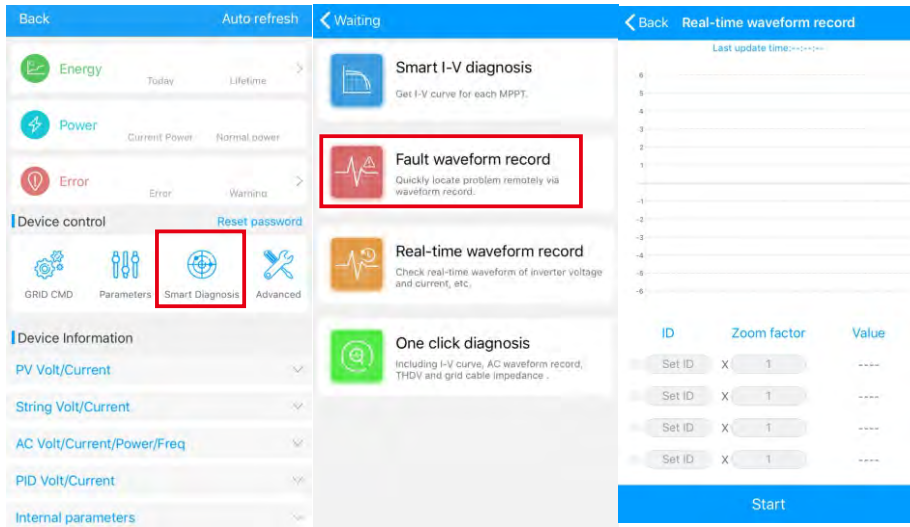 Back
Auto refresh
Energy
Today
Lifetime
Power
Current Power
Normal power
Error
Error
Warning
Device control
Reset password
GRID CMD
Parameters
Smart Diagnosis
Advanced
Device Information
PV Volt/Current
String Volt/Current
AC Volt/Current/Power/Freq
PID Volt/Current
Internal parameters
Waiting
Smart I-V diagnosis
Get I-V curve for each MPPT.
Fault waveform record
Quickly locate problem remotely via
waveform record.
Real-time waveform record
Check real-time waveform of inverter voltage
and current, etc.
One click diagnosis
Including I-V curve, AC waveform record,
THDV and grid cable impedance .
Back
Real-time waveform record
Last update time:--:--:--
6
5
4
3
2
1
-1
-2
-3
-4
-5
-6
ID Zoom factor Value
Set ID X 1 ----
Set ID X 1 ----
Set ID X 1 ----
Set ID X 1 ----
Start